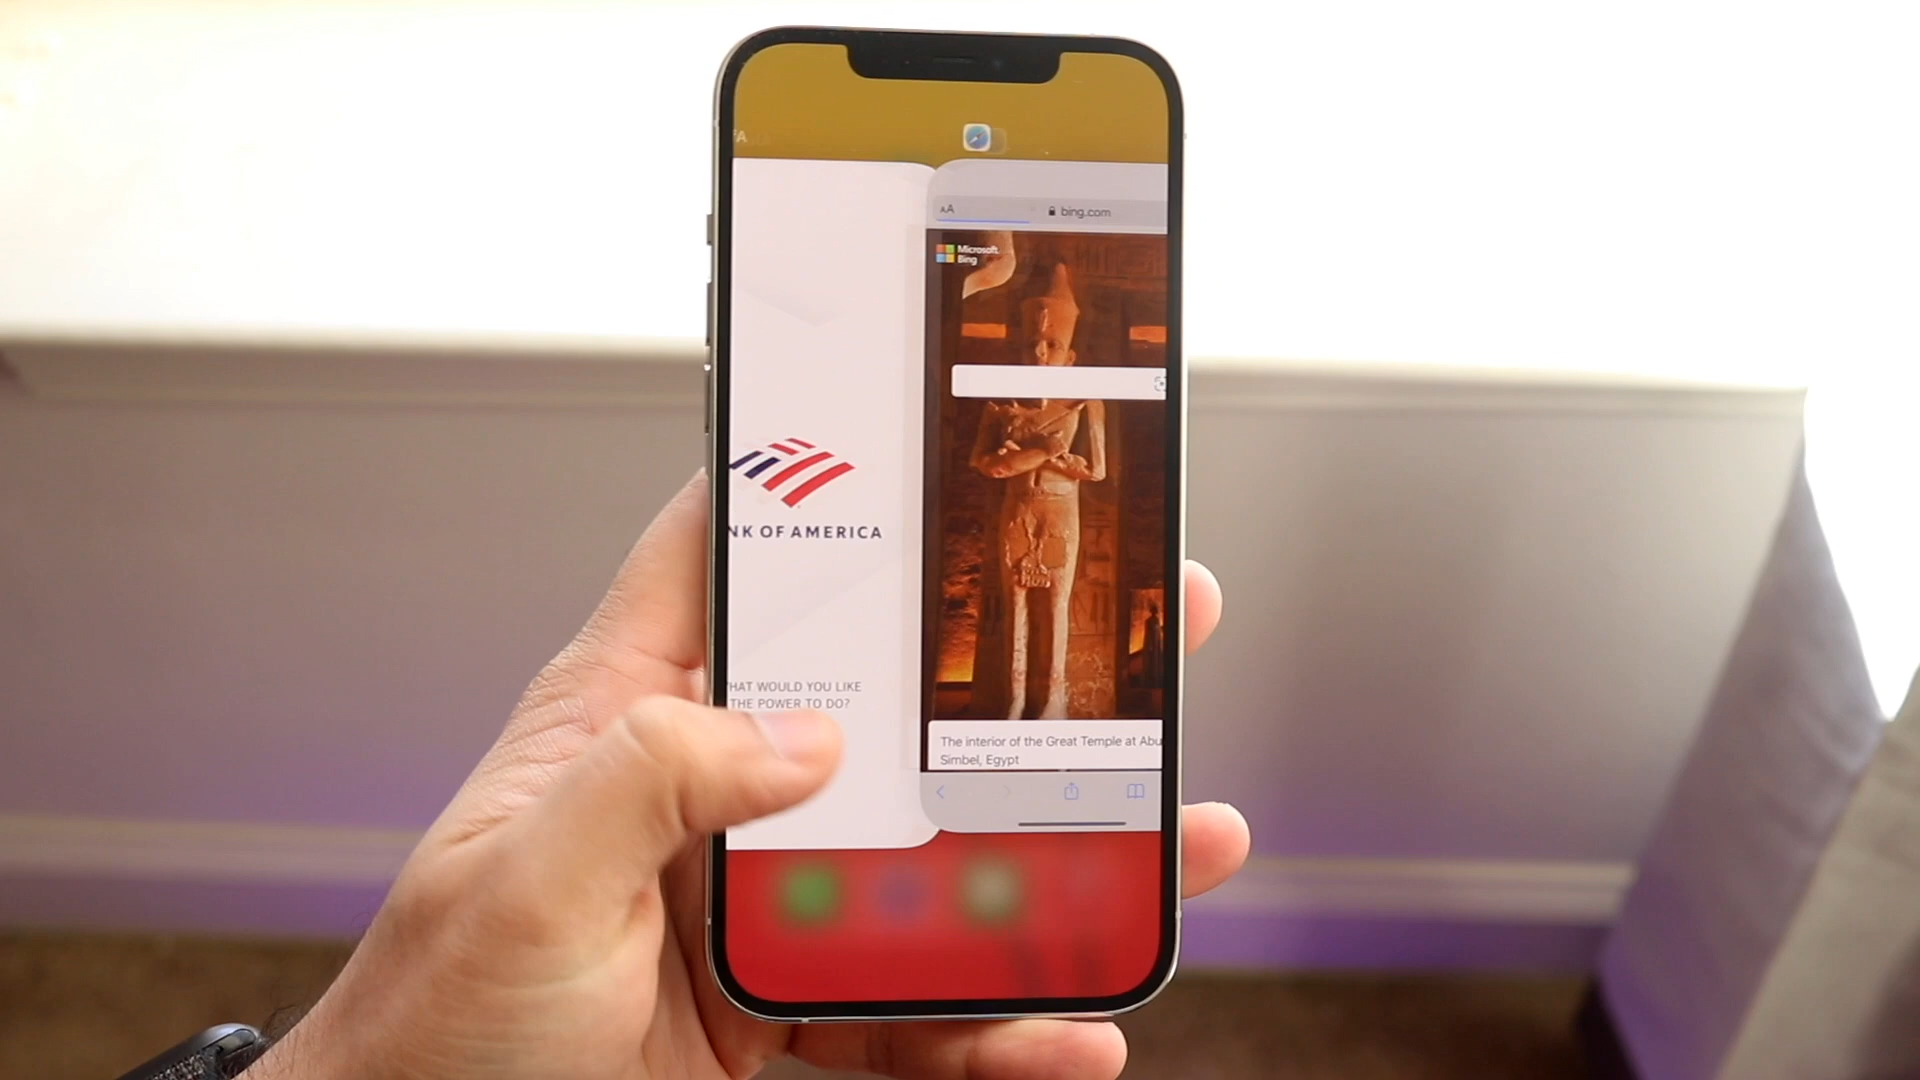 AA
bing.com
Microsoft
Bing
NK OF AMERICA
HAT WOULD YOU LIKE
THE POWER TO DO?
The interior of the Great Temple at Abu
Simbel, Egypt